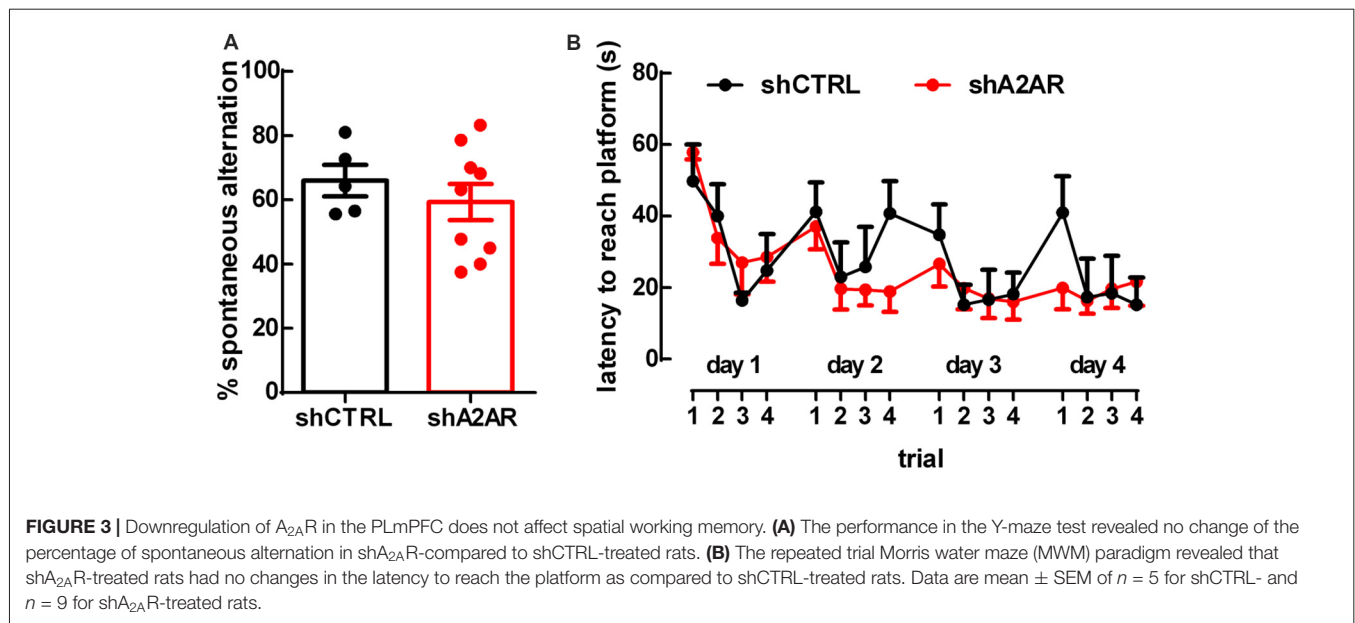 A
% spontaneous alternation
100
80
60
40
20
0
shCTRL
shA2AR
B
latency to reach platform (s)
80
60
40
20
0
shCTRL
shA2AR
day 1
day 2
day 3
day 4
1 2 3 4 1 2 3 4 1 2 3 4 1 2 3 4
trial
FIGURE 3 | Downregulation of A2AR in the PLmPFC does not affect spatial working memory. (A) The performance in the Y-maze test revealed no change of the
percentage of spontaneous alternation in shA2AR-compared to shCTRL-treated rats. (B) The repeated trial Morris water maze (MWM) paradigm revealed that
shA2AR-treated rats had no changes in the latency to reach the platform as compared to shCTRL-treated rats. Data are mean ± SEM of n = 5 for shCTRL- and
n = 9 for shA2AR-treated rats.